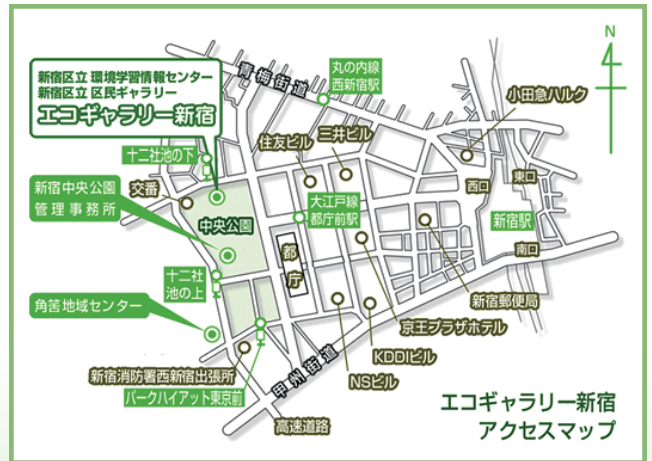 新宿区立 環境学習情報センター
新宿区立 区民ギャラリー
エコギャラリー新宿
青梅街道
丸の内線
西新宿駅
N
小田急ハルク
十二社池の下
住友ビル
三井ビル
新宿中央公園
管理事務所
交番
中央公園
大江戸線
都庁前駅
西口
東口
新宿駅
南口
都庁
十二社
池の上
新宿郵便局
角筈地域センター
京王プラザホテル
KDDIビル
NSビル
新宿消防署西新宿出張所
パークハイアット東京前
甲州街道
高速道路
エコギャラリー新宿
アクセスマップ